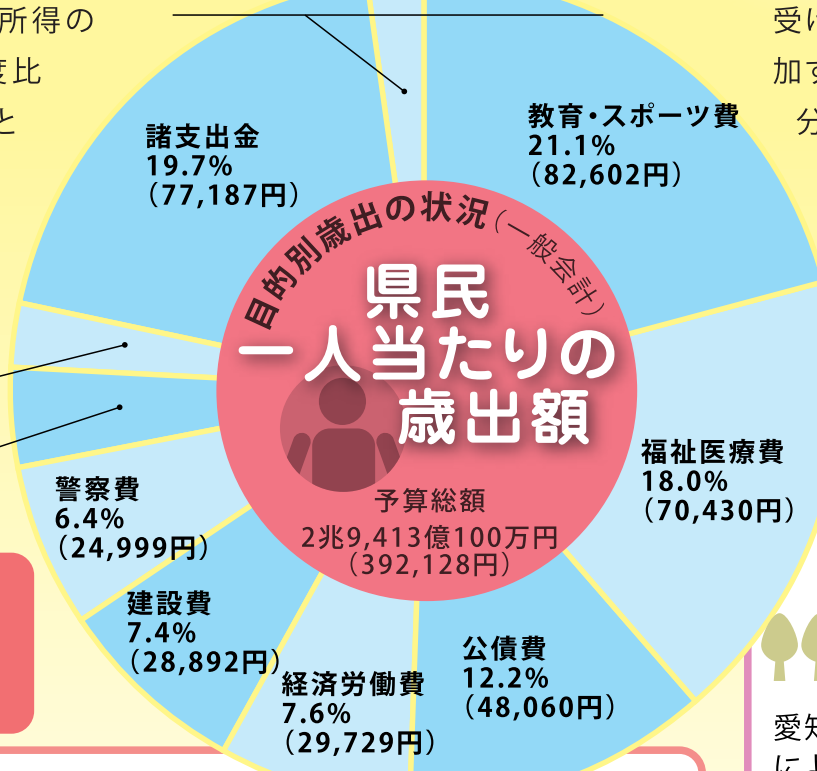 所得の
度比
と
受け
加す
分
諸支出金
19.7%
（77,187円）
教育・スポーツ費
21.1%
（82,602円）
目的別歳出の状況（一般会計）
県民
一人当たりの
歳出額
予算総額
2兆9,413億100万円
（392,128円）
福祉医療費
18.0%
（70,430円）
警察費
6.4%
（24,999円）
建設費
7.4%
（28,892円）
経済労働費
7.6%
（29,729円）
公債費
12.2%
（48,060円）
愛知
によ